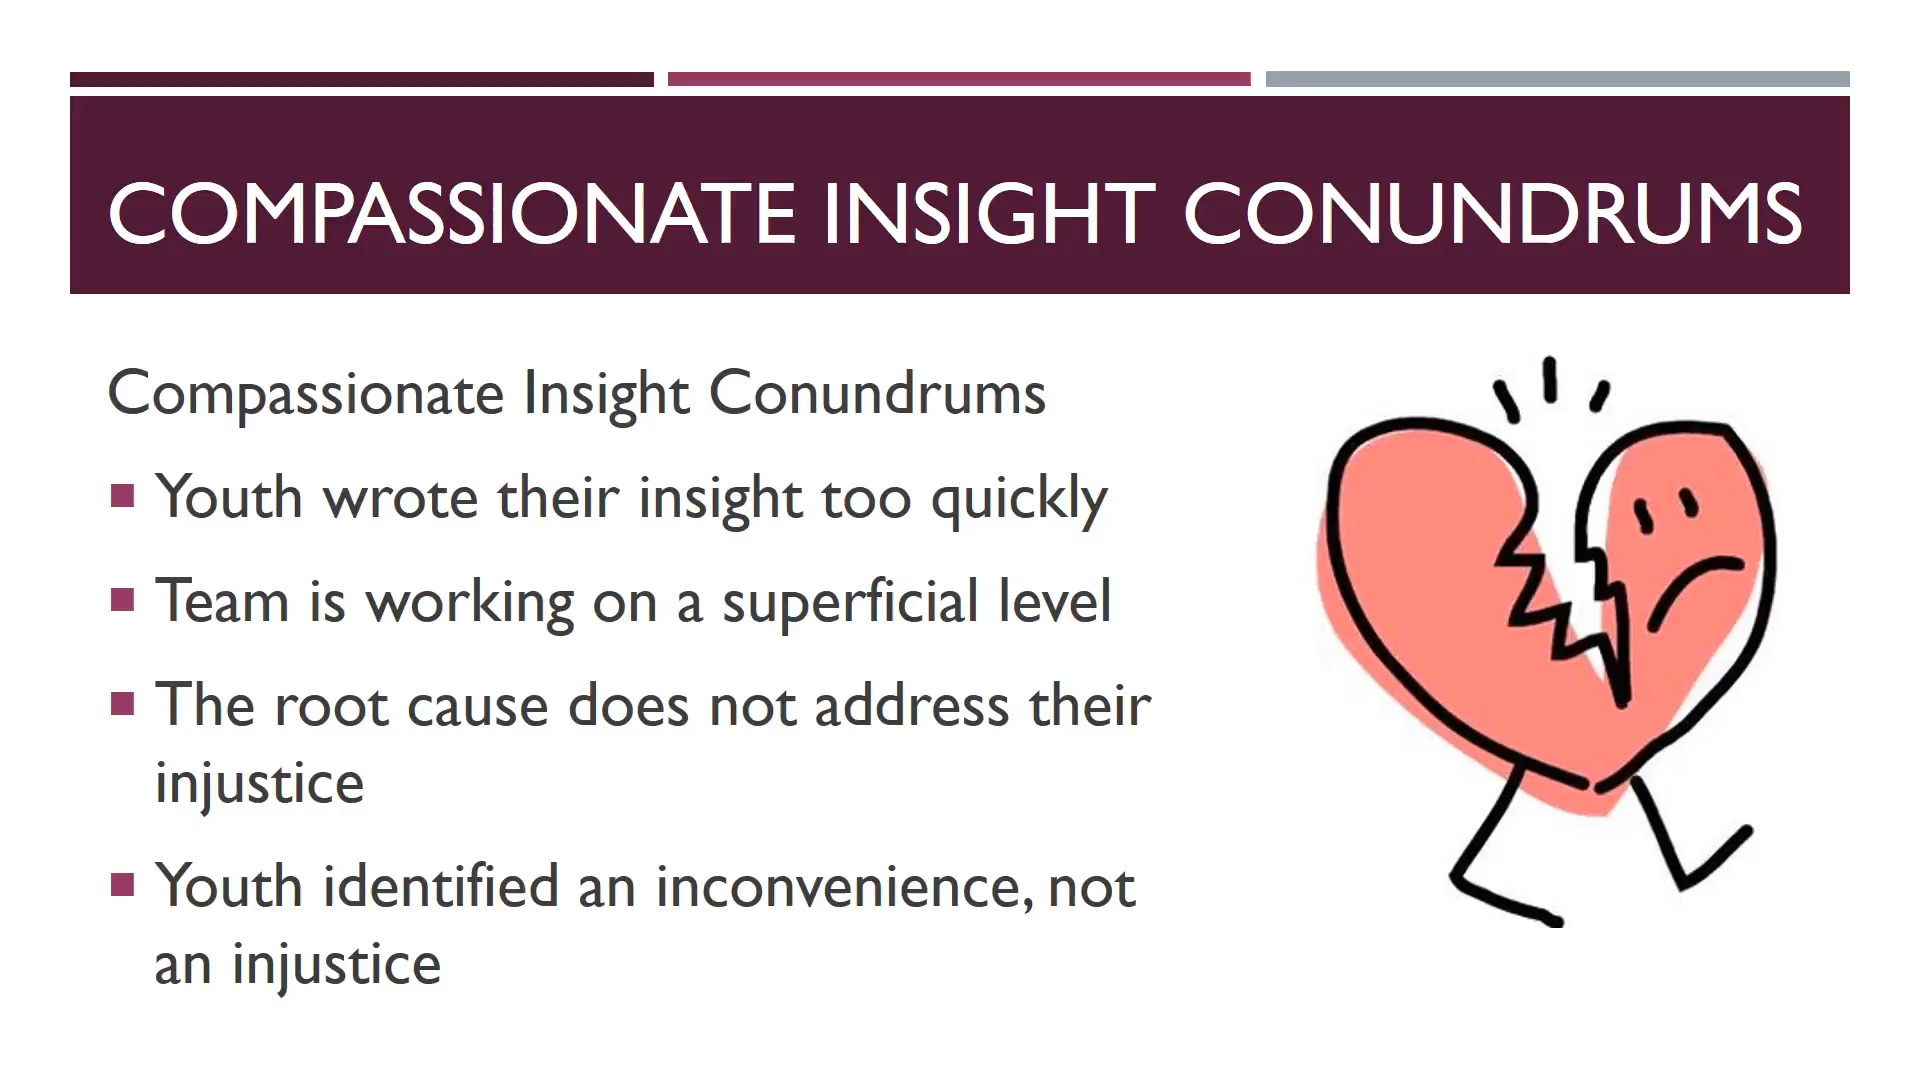 COMPASSIONATE INSIGHT CONUNDRUMS
Compassionate Insight Conundrums
Youth wrote their insight too quickly
Team is working on a superficial level
The root cause does not address their
injustice
Youth identified an inconvenience, not
an injustice